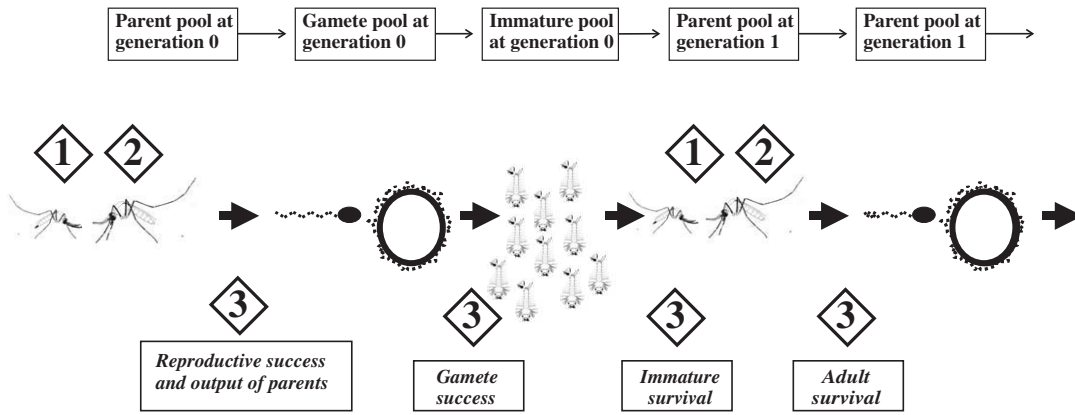 Parent pool at
generation 0
Gamete pool at
generation 0
Immature pool
at generation 0
Parent pool at
generation 1
Parent pool at
generation 1
1
2
1
2
3
3
3
3
Reproductive success
and output of parents
Gamete
success
Immature
survival
Adult
survival